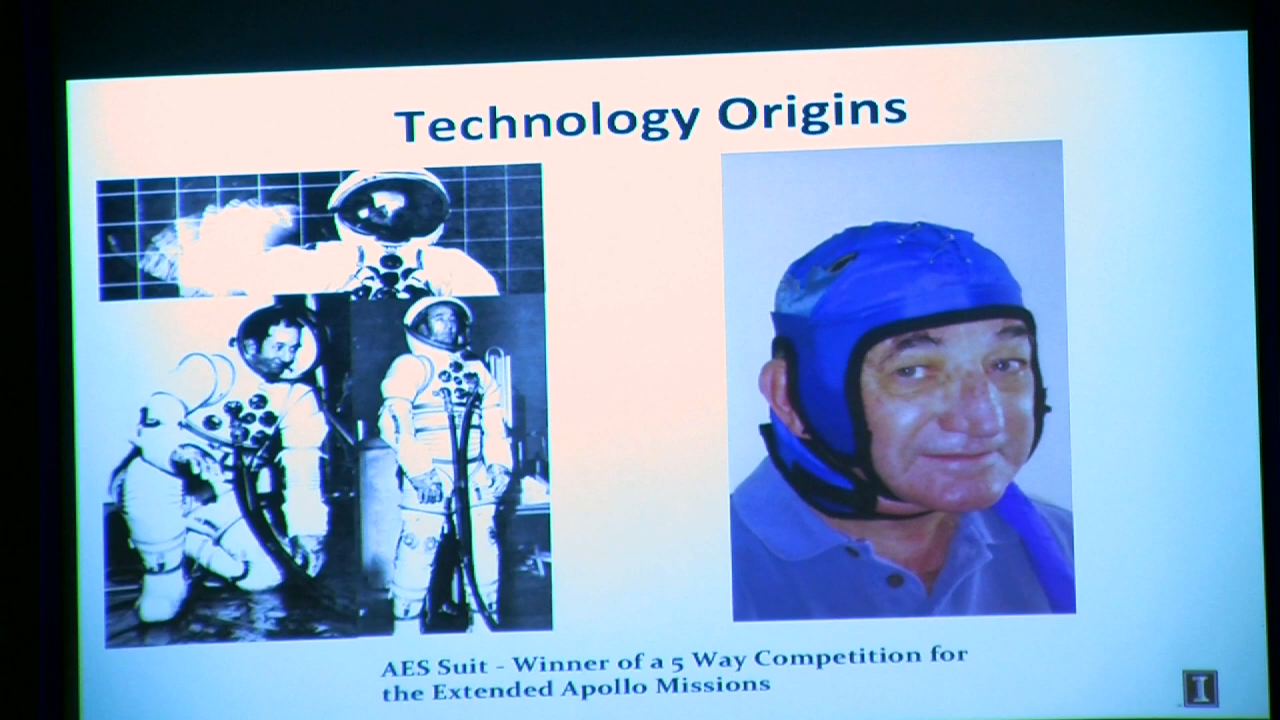 Technology Origins
AES Suit - Winner of a 5 Way Competition for
the Extended Apollo Missions
I